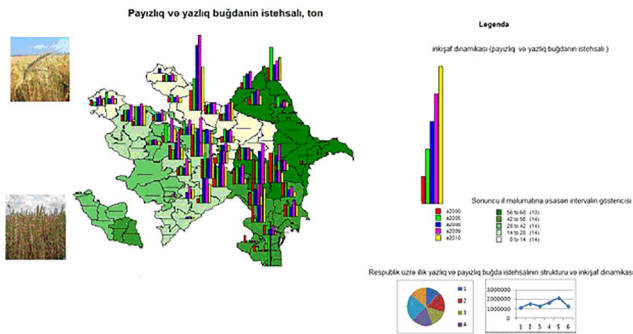 Payızlıq və yazlıq buğdanin istehsalı, ton
Legenda
inkişaf dinamikası (payızlıq və yazlıq buğdanın istehsalı )
a2000
a2005
a2008
a2009
a2010
Sonuncu il məlumatına əsasən intervalın göstəricisi
56 to 68 (13)
42 to 56 (14)
28 to 42 (14)
14 to 28 (14)
0 to 14 (14)
Respublik üzrə illik yazlıq və payızlıq buğda istehsalının strukturu və inkişaf dinamikası
1
2
3
4
3000000
2000000
1000000
0
1 2 3 4 5 6